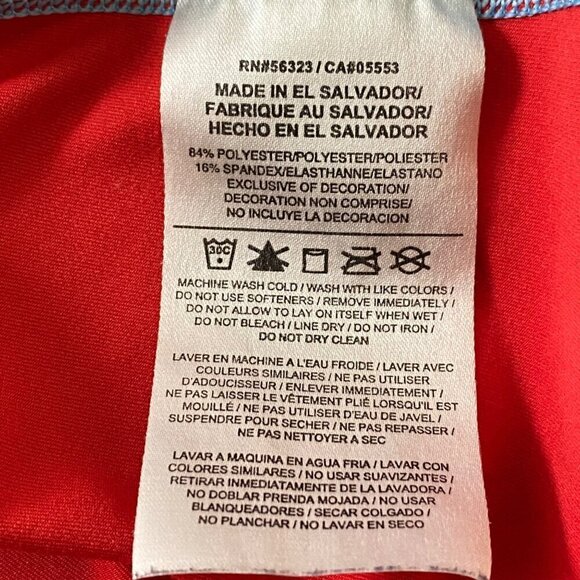 RN#56323 / CA#05553
MADE IN EL SALVADOR/
FABRIQUE AU SALVADOR/
HECHO EN EL SALVADOR
84% POLYESTER/POLYESTER/POLIESTER
16% SPANDEX/ELASTHANNE/ELASTANO
EXCLUSIVE OF DECORATION/
DECORATION NON COMPRISE/
NO INCLUYE LA DECORACION
30C
MACHINE WASH COLD / WASH WITH LIKE COLORS /
DO NOT USE SOFTENERS / REMOVE IMMEDIATELY /
DO NOT ALLOW TO LAY ON ITSELF WHEN WET /
DO NOT BLEACH / LINE DRY / DO NOT IRON /
DO NOT DRY CLEAN
LAVER EN MACHINE A L'EAU FROIDE / LAVER AVEC
COULEURS SIMILAIRES / NE PAS UTILISER
D'ADOUCISSEUR / ENLEVER IMMEDIATEMENT /
NE PAS LAISSER LE VÊTEMENT PLIÉ LORSQU'IL EST
MOUILLÉ / NE PAS UTILISER D'EAU DE JAVEL /
SUSPENDRE POUR SECHER / NE PAS REPASSER /
NE PAS NETTOYER A SEC
LAVAR A MAQUINA EN AGUA FRIA / LAVAR CON
COLORES SIMILARES / NO USAR SUAVIZANTES /
RETIRAR INMEDIATAMENTE DE LA LAVADORA /
NO DOBLAR PRENDA MOJADA / NO USAR
BLANQUEADORES / SECAR COLGADO /
NO PLANCHAR / NO LAVAR EN SECO